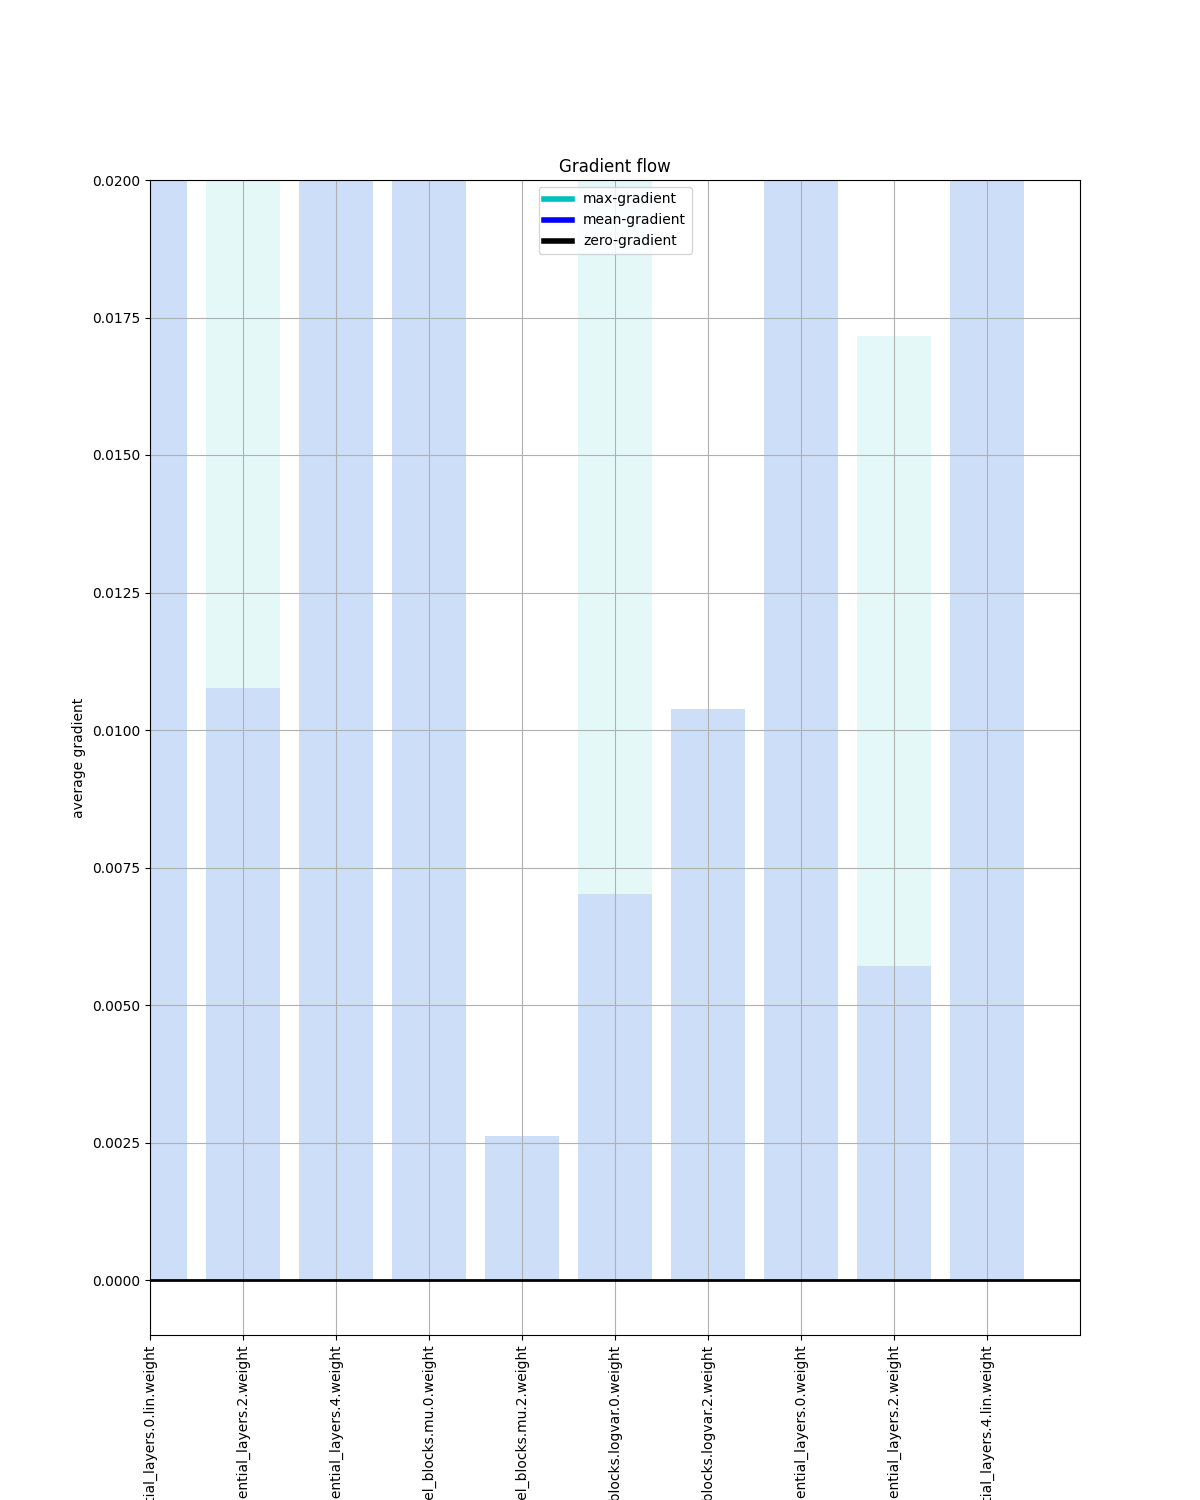 Gradient flow
max-gradient
mean-gradient
zero-gradient
0.0200
0.0175
0.0150
0.0125
0.0100
0.0075
0.0050
0.0025
0.0000
average gradient
tial_layers.0.lin.weight
ential_layers.2.weight
ential_layers.4.weight
el_blocks.mu.0.weight
el_blocks.mu.2.weight
blocks.logvar.0.weight
blocks.logvar.2.weight
ential_layers.0.weight
ential_layers.2.weight
tial_layers.4.lin.weight